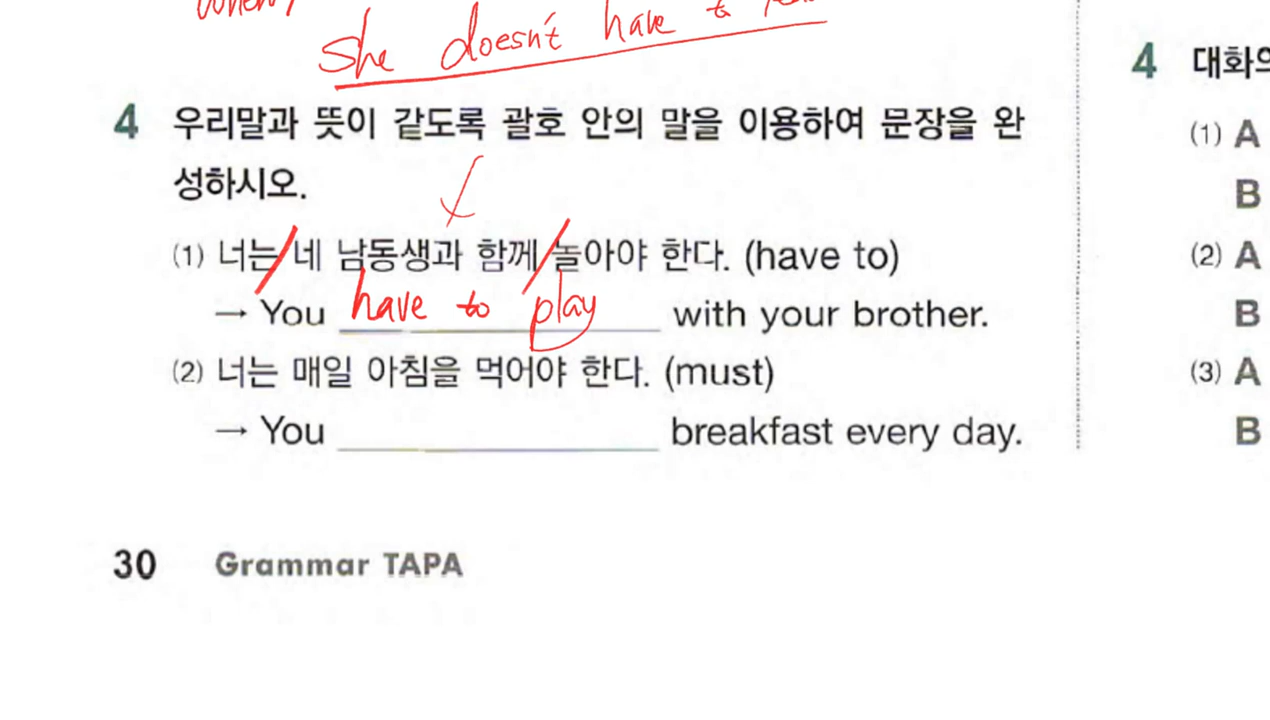 She doesn't have to
4 우리말과 뜻이 같도록 괄호 안의 말을 이용하여 문장을 완
성하시오.
(1) 너는 네 남동생과 함께 놀아야 한다. (have to)
→ You have to play with your brother.
(2) 너는 매일 아침을 먹어야 한다. (must)
→ You breakfast every day.
30 Grammar TAPA
4 대화의
(1) A
B
(2) A
B
(3) A
B